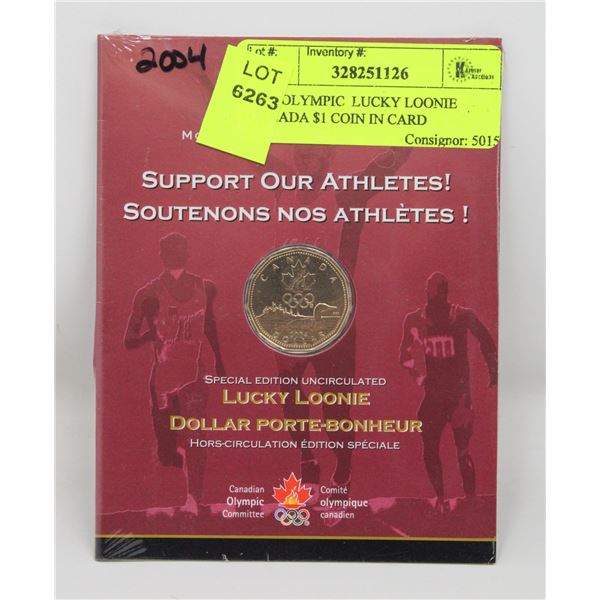 2004
Lot #: Inventory #:
328251126
LOT
6263
OLYMPIC LUCKY LOONIE
$1 COIN IN CARD
Consignor: 5015
SUPPORT OUR ATHLETES!
SOUTENONS NOS ATHLÈTES !
CANADA
DOLLAR
SPECIAL EDITION UNCIRCULATED
LUCKY LOONIE
DOLLAR PORTE-BONHEUR
HORS-CIRCULATION ÉDITION SPÉCIALE
Canadian
Olympic
Committee
Comité
olympique
canadien